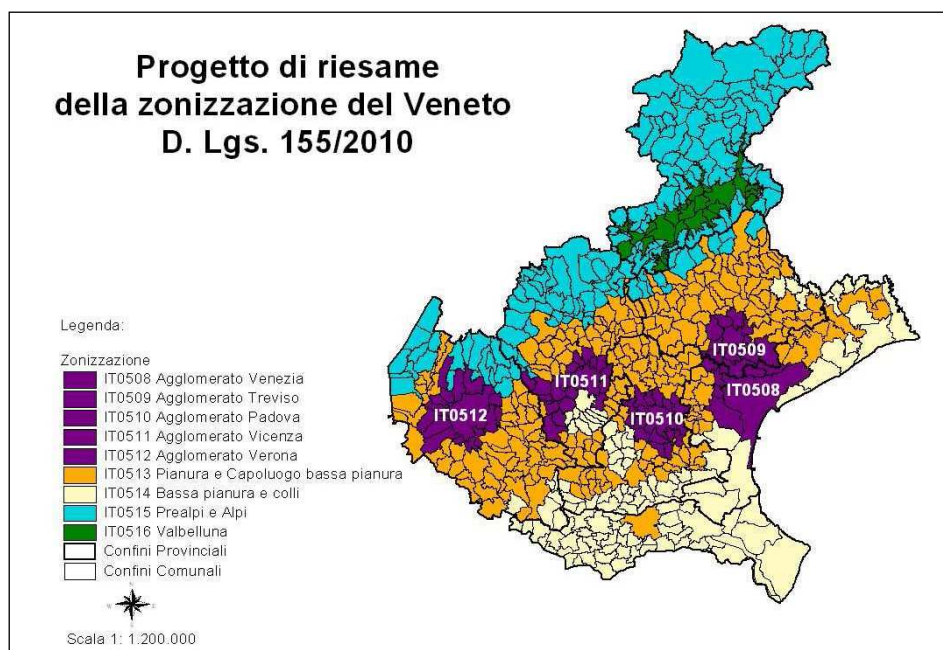 Progetto di riesame
della zonizzazione del Veneto
D. Lgs. 155/2010
Legenda:
Zonizzazione
IT0508 Agglomerato Venezia
IT0509 Agglomerato Treviso
IT0510 Agglomerato Padova
IT0511 Agglomerato Vicenza
IT0512 Agglomerato Verona
IT0513 Pianura e Capoluogo bassa pianura
IT0514 Bassa pianura e colli
IT0515 Prealpi e Alpi
IT0516 Valbelluna
Confini Provinciali
Confini Comunali
Scala 1: 1.200.000
IT0509
IT0511
IT0508
IT0512
IT0510